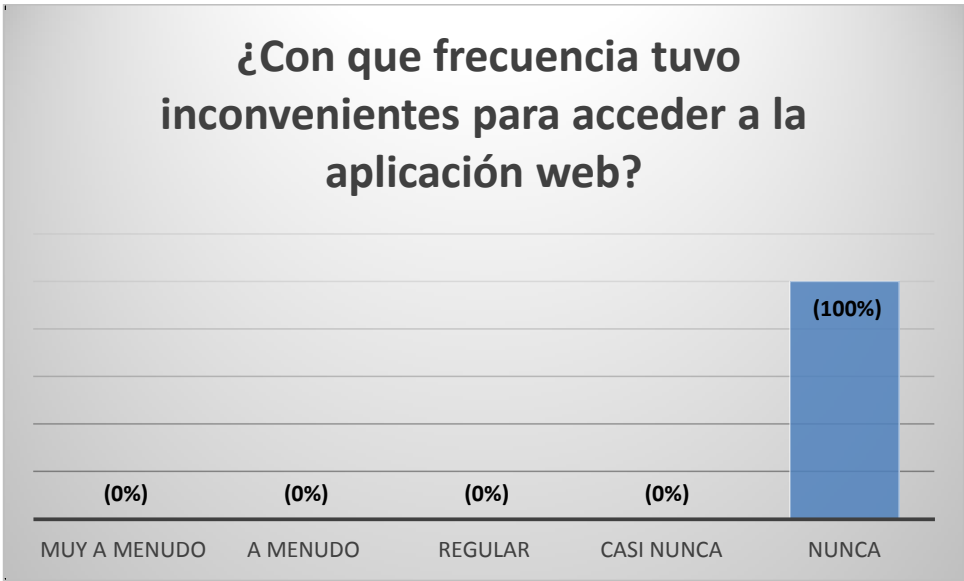 ¿Con que frecuencia tuvo
inconvenientes para acceder a la
aplicación web?
(100%)
(0%) (0%) (0%) (0%)
MUY A MENUDO A MENUDO REGULAR CASI NUNCA NUNCA